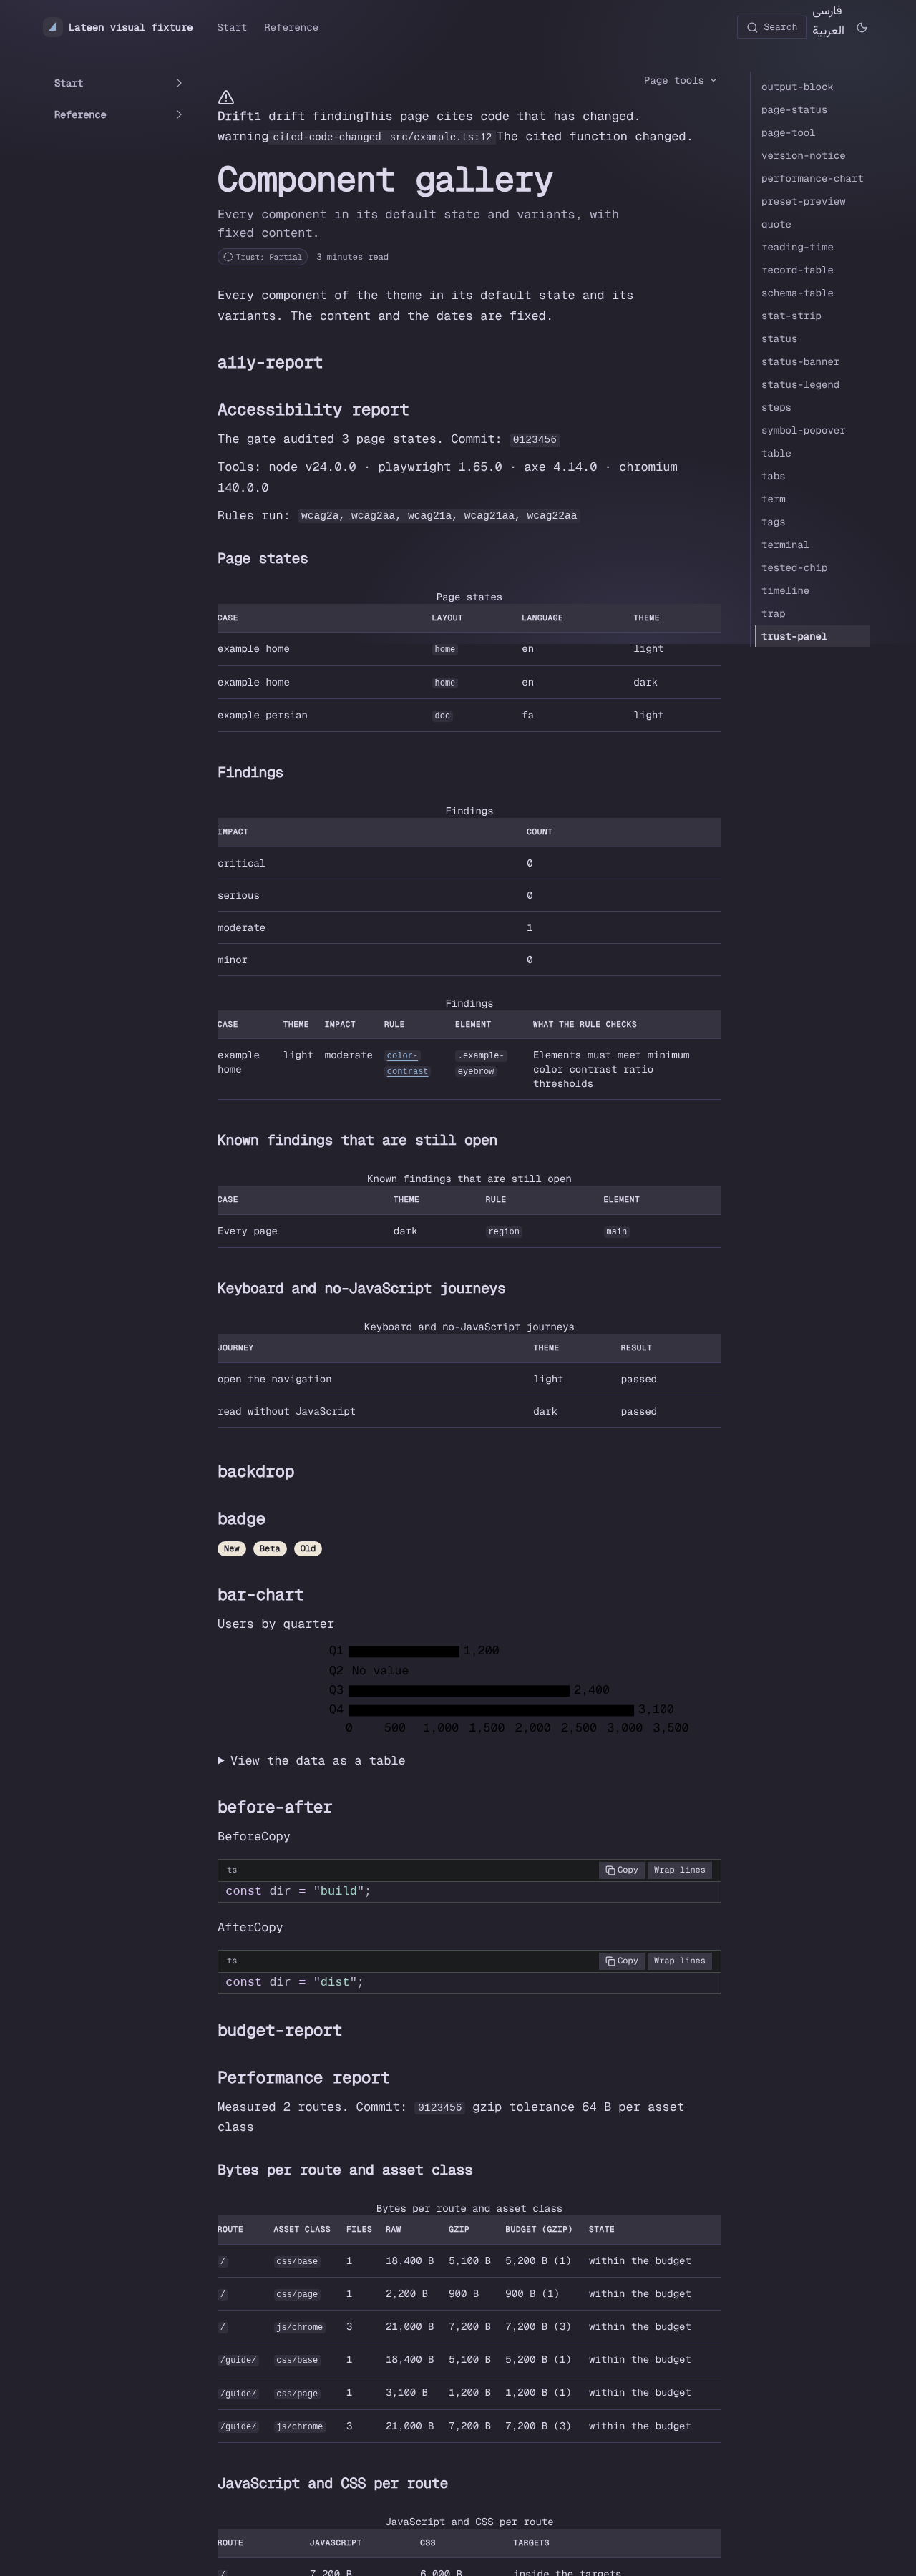 Lateen visual fixture
Start
Reference
Search
فارسی
العربية
Start
Reference
Page tools
Drift1 drift findingThis page cites code that has changed.
warning cited-code-changed src/example.ts:12 The cited function changed.
Component gallery
Every component in its default state and variants, with
fixed content.
Trust: Partial
3 minutes read
Every component of the theme in its default state and its
variants. The content and the dates are fixed.
a11y-report
Accessibility report
The gate audited 3 page states. Commit: 0123456
Tools: node v24.0.0 · playwright 1.65.0 · axe 4.14.0 · chromium
140.0.0
Rules run: wcag2a, wcag2aa, wcag21a, wcag21aa, wcag22aa
Page states
Page states
CASE LAYOUT LANGUAGE THEME
example home home en light
example home home en dark
example persian doc fa light
Findings
Findings
IMPACT COUNT
critical 0
serious 0
moderate 1
minor 0
Findings
CASE THEME IMPACT RULE ELEMENT WHAT THE RULE CHECKS
example home light moderate color-contrast .example-eyebrow Elements must meet minimum
color contrast ratio
thresholds
Known findings that are still open
Known findings that are still open
CASE THEME RULE ELEMENT
Every page dark region main
Keyboard and no-JavaScript journeys
Keyboard and no-JavaScript journeys
JOURNEY THEME RESULT
open the navigation light passed
read without JavaScript dark passed
backdrop
badge
New Beta Old
bar-chart
Users by quarter
Q1 1,200
Q2 No value
Q3 2,400
Q4 3,100
0 500 1,000 1,500 2,000 2,500 3,000 3,500
View the data as a table
before-after
BeforeCopy
ts Copy Wrap lines
const dir = "build";
AfterCopy
ts Copy Wrap lines
const dir = "dist";
budget-report
Performance report
Measured 2 routes. Commit: 0123456 gzip tolerance 64 B per asset
class
Bytes per route and asset class
Bytes per route and asset class
ROUTE ASSET CLASS FILES RAW GZIP BUDGET (GZIP) STATE
/ css/base 1 18,400 B 5,100 B 5,200 B (1) within the budget
/ css/page 1 2,200 B 900 B 900 B (1) within the budget
/ js/chrome 3 21,000 B 7,200 B 7,200 B (3) within the budget
/guide/ css/base 1 18,400 B 5,100 B 5,200 B (1) within the budget
/guide/ css/page 1 3,100 B 1,200 B 1,200 B (1) within the budget
/guide/ js/chrome 3 21,000 B 7,200 B 7,200 B (3) within the budget
JavaScript and CSS per route
JavaScript and CSS per route
ROUTE JAVASCRIPT CSS TARGETS
/ 7,200 B 6,000 B inside the targets
output-block
page-status
page-tool
version-notice
performance-chart
preset-preview
quote
reading-time
record-table
schema-table
stat-strip
status
status-banner
status-legend
steps
symbol-popover
table
tabs
term
tags
terminal
tested-chip
timeline
trap
trust-panel